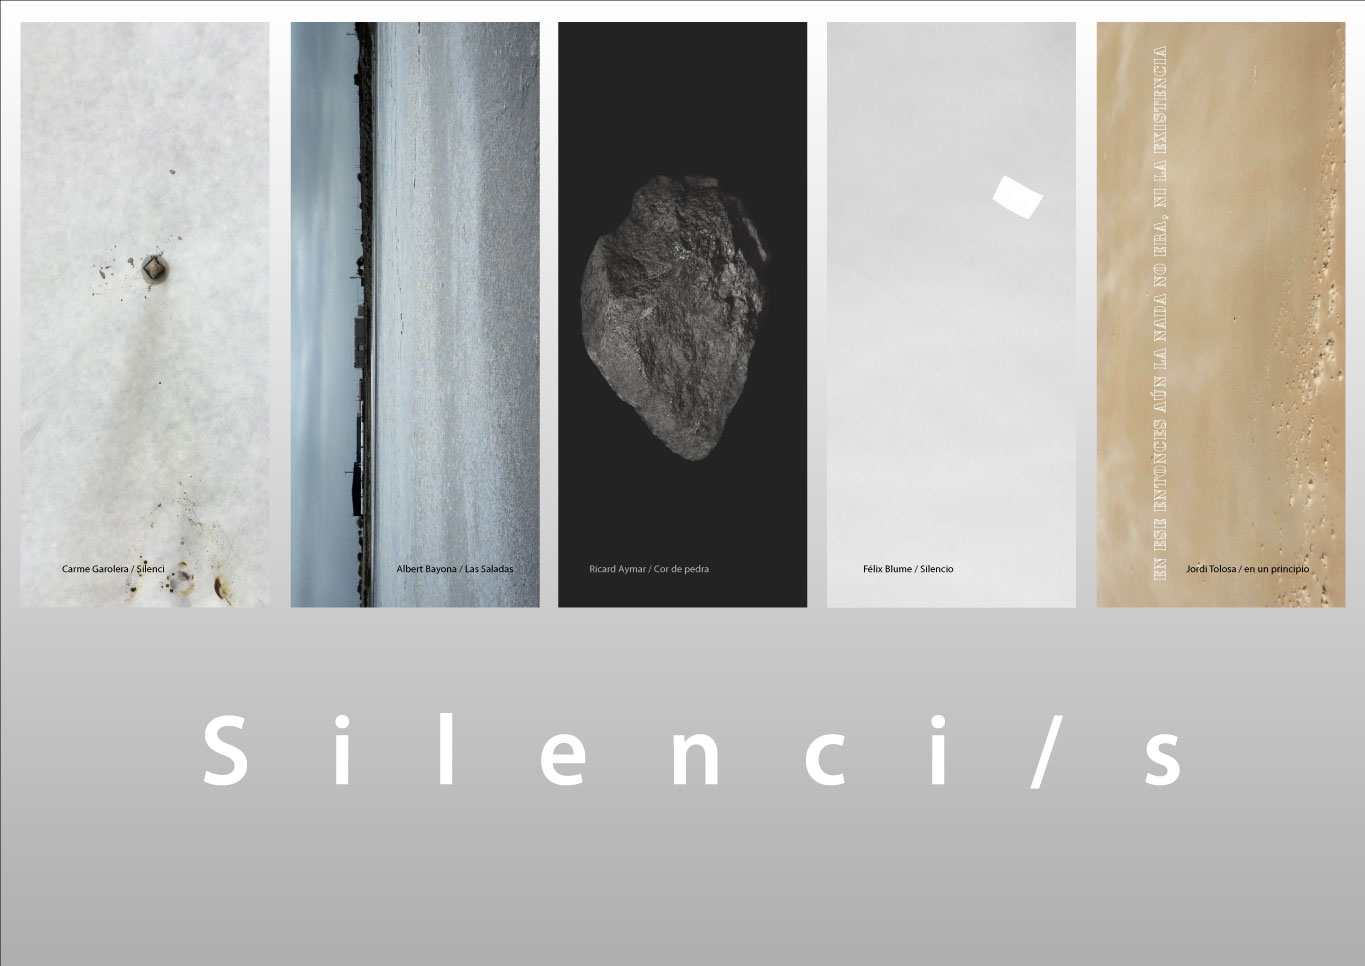 Carme Garolera / Silenci
Albert Bayona / Las Saladas
Ricard Aymar / Cor de pedra
Félix Blume / Silencio
EN ESE ENTONCES AÚN LA NADA NO ERA, NI LA EXISTENCIA
Jordi Tolosa / en un principio
Silenci/s